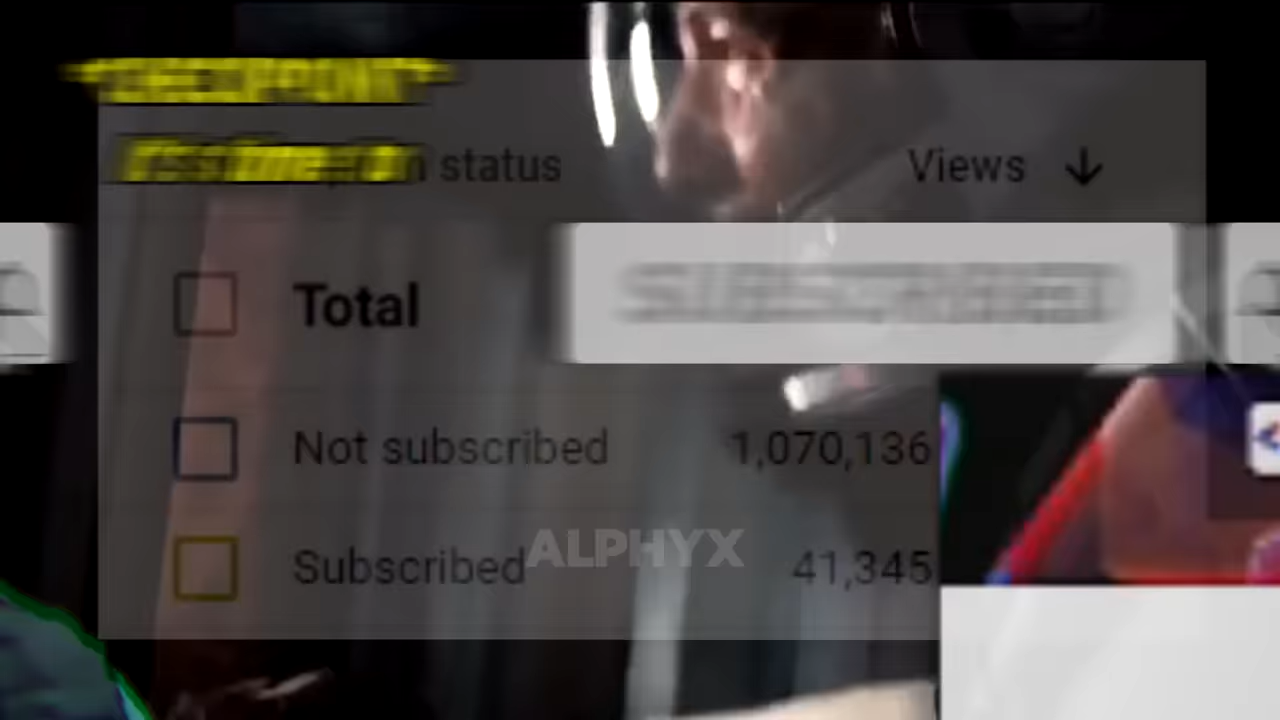 status
Views
Total
Not subscribed 1,070,136
ALPHYX
Subscribed 41,345